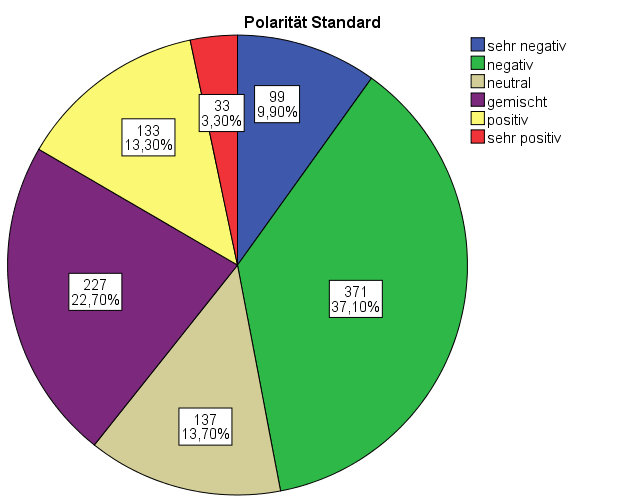 Polarität Standard
sehr negativ
negativ
neutral
gemischt
positiv
sehr positiv
99
9,90%
371
37,10%
137
13,70%
227
22,70%
133
13,30%
33
3,30%